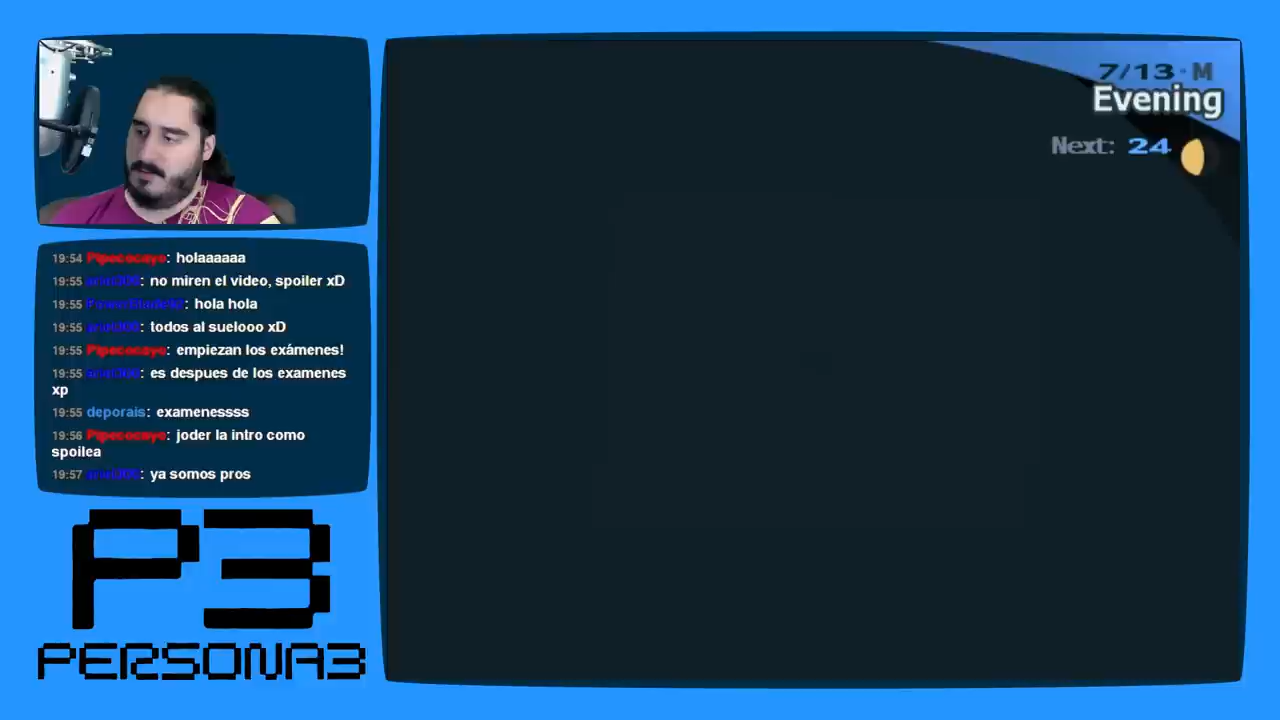 19:54 Pipecocayo: holaaaaaa
19:55 : no miren el video, spoiler xD
19:55 : hola hola
19:55 : todos al suelooo xD
19:55 Pipecocayo: empiezan los exámenes!
19:55 : es despues de los examenes
xp
19:55 deporais: examenessss
19:56 Pipecocayo: joder la intro como
spoilea
19:57 : ya somos pros
P3
PERSONA3
7/13·M
Evening
Next: 24